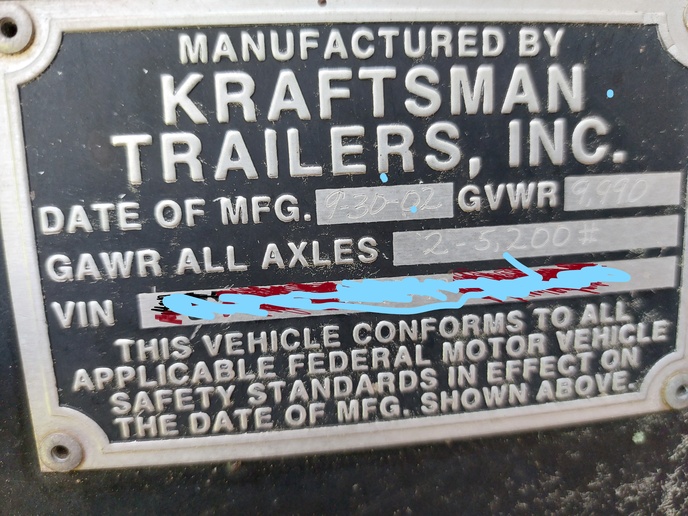 MANUFACTURED BY
KRAFTSMAN
TRAILERS, INC.
DATE OF MFG. 9-30-02 GVWR 9,990
GAWR ALL AXLES 2-5,200#
VIN
THIS VEHICLE CONFORMS TO ALL
APPLICABLE FEDERAL MOTOR VEHICLE
SAFETY STANDARDS IN EFFECT ON
THE DATE OF MFG. SHOWN ABOVE.